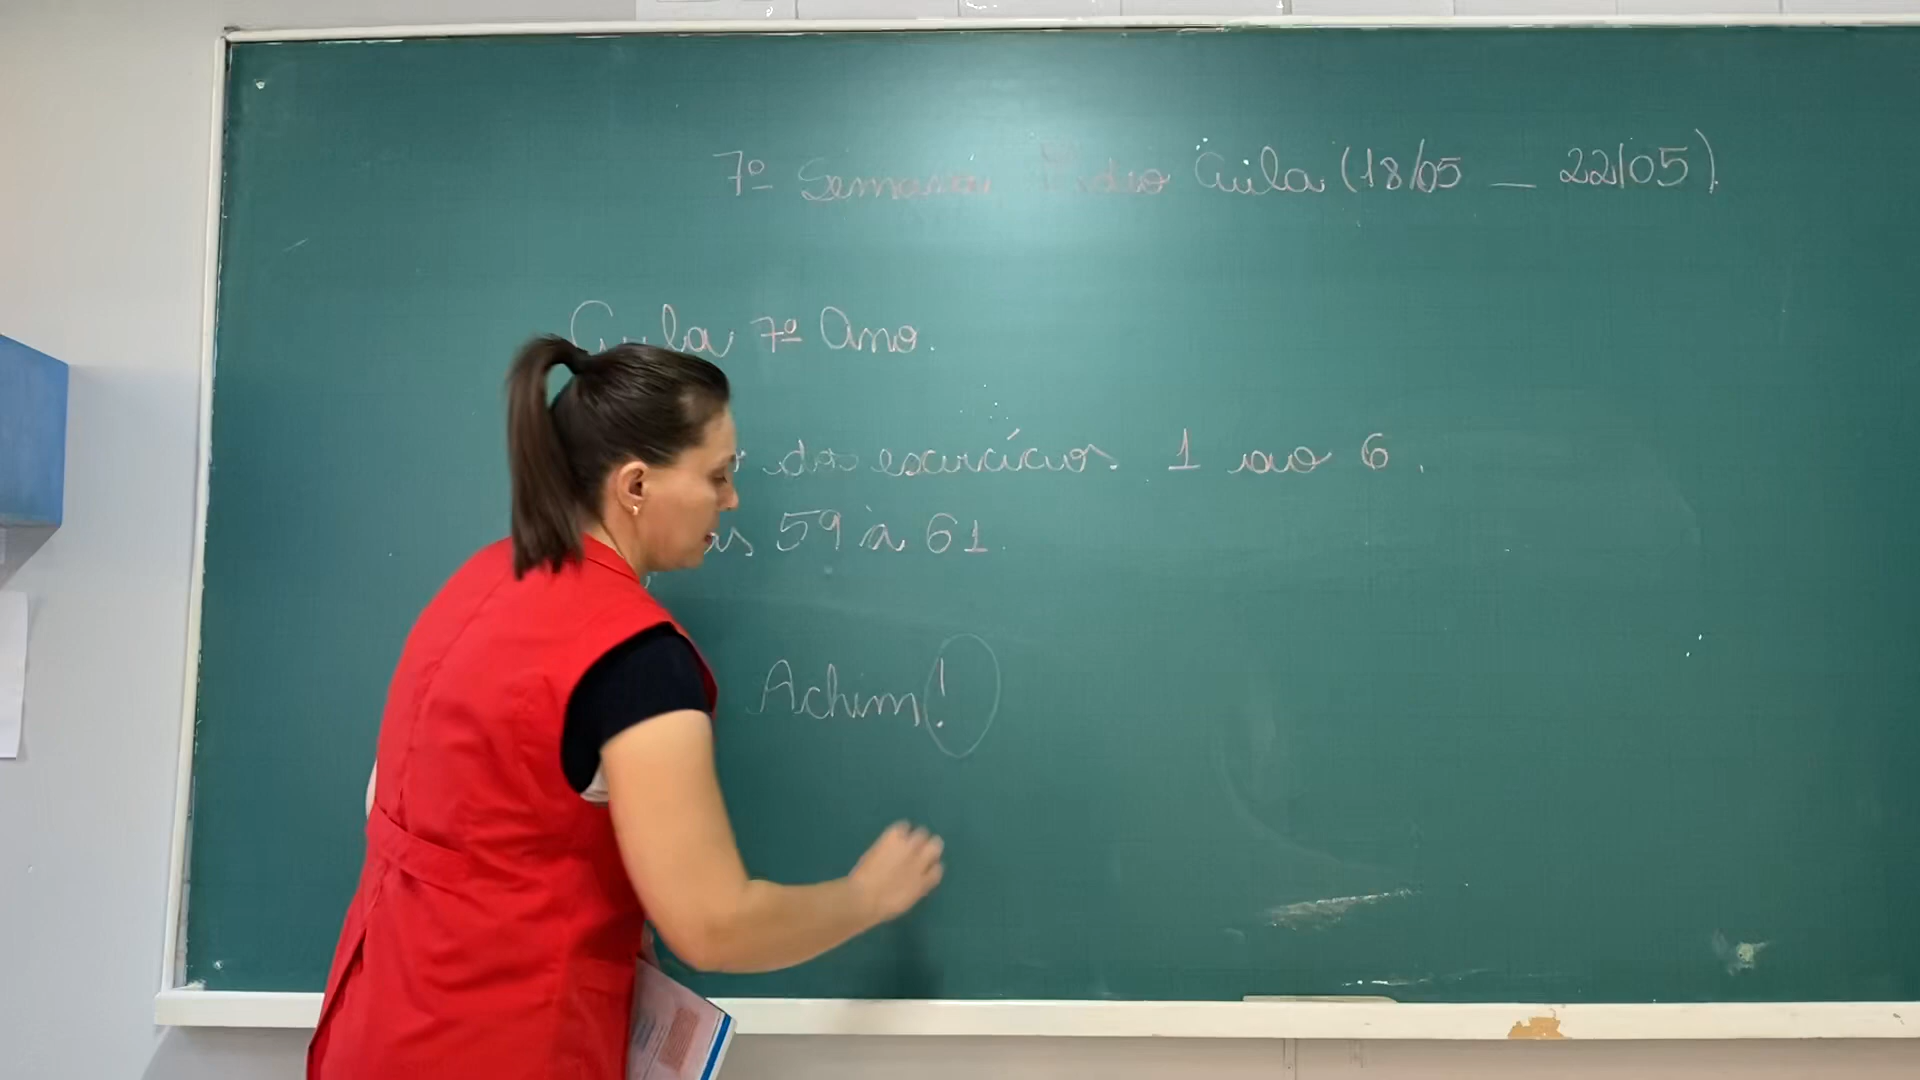 7º Semana Vídeo Aula (18/05 _ 22/05).
Aula 7º Ano.
dos exercícios 1 ao 6.
as 59 à 61.
Achim!